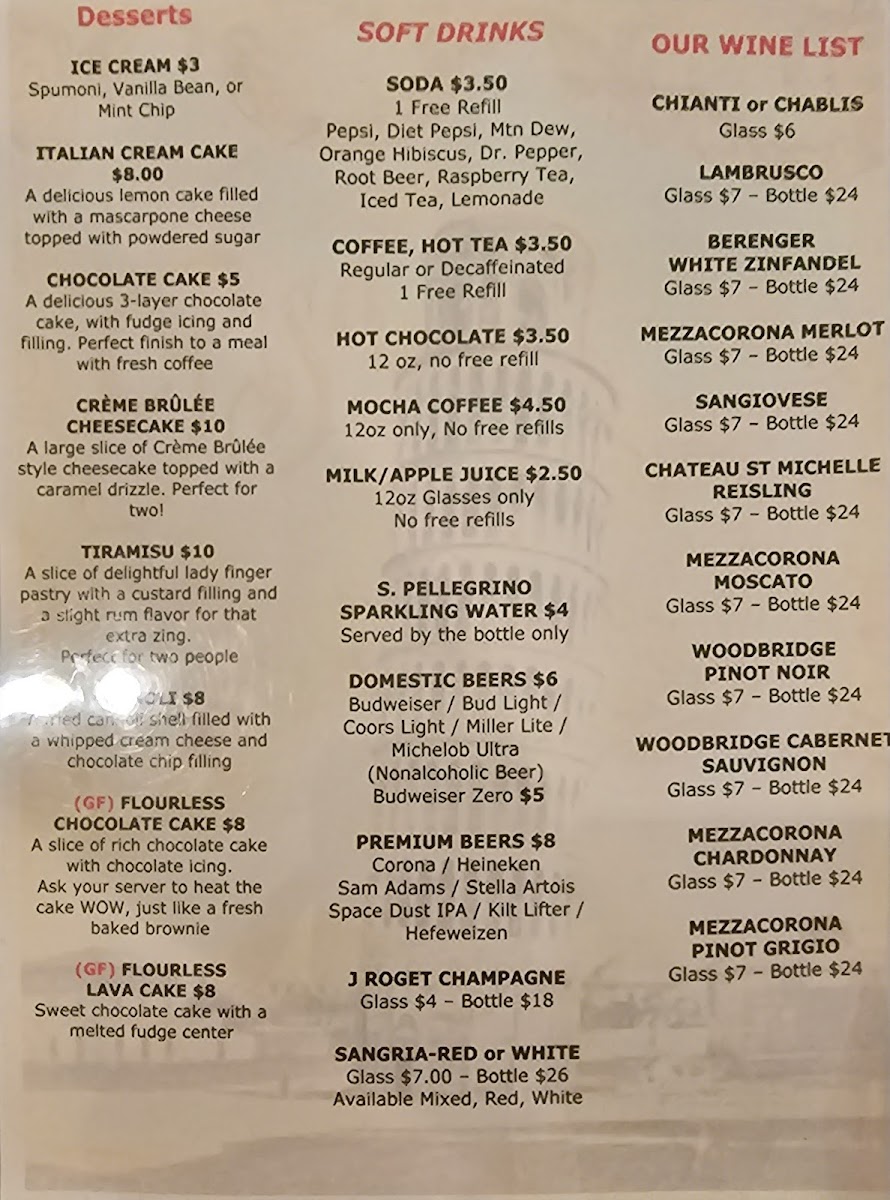 Desserts
ICE CREAM $3
Spumoni, Vanilla Bean, or
Mint Chip
ITALIAN CREAM CAKE
$8.00
A delicious lemon cake filled
with a mascarpone cheese
topped with powdered sugar
CHOCOLATE CAKE $5
A delicious 3-layer chocolate
cake, with fudge icing and
filling. Perfect finish to a meal
with fresh coffee
CRÈME BRÛLÉE
CHEESECAKE $10
A large slice of Crème Brûlée
style cheesecake topped with a
caramel drizzle. Perfect for
two!
TIRAMISU $10
A slice of delightful lady finger
pastry with a custard filling and
a slight rum flavor for that
extra zing.
Perfect for two people
$8
shell filled with
a whipped cream cheese and
chocolate chip filling
(GF) FLOURLESS
CHOCOLATE CAKE $8
A slice of rich chocolate cake
with chocolate icing.
Ask your server to heat the
cake WOW, just like a fresh
baked brownie
(GF) FLOURLESS
LAVA CAKE $8
Sweet chocolate cake with a
melted fudge center
SOFT DRINKS
SODA $3.50
1 Free Refill
Pepsi, Diet Pepsi, Mtn Dew,
Orange Hibiscus, Dr. Pepper,
Root Beer, Raspberry Tea,
Iced Tea, Lemonade
COFFEE, HOT TEA $3.50
Regular or Decaffeinated
1 Free Refill
HOT CHOCOLATE $3.50
12 oz, no free refill
MOCHA COFFEE $4.50
12oz only, No free refills
MILK/APPLE JUICE $2.50
12oz Glasses only
No free refills
S. PELLEGRINO
SPARKLING WATER $4
Served by the bottle only
DOMESTIC BEERS $6
Budweiser / Bud Light /
Coors Light / Miller Lite /
Michelob Ultra
(Nonalcoholic Beer)
Budweiser Zero $5
PREMIUM BEERS $8
Corona / Heineken
Sam Adams / Stella Artois
Space Dust IPA / Kilt Lifter /
Hefeweizen
J ROGET CHAMPAGNE
Glass $4 – Bottle $18
SANGRIA-RED or WHITE
Glass $7.00 – Bottle $26
Available Mixed, Red, White
OUR WINE LIST
CHIANTI or CHABLIS
Glass $6
LAMBRUSCO
Glass $7 – Bottle $24
BERENGER
WHITE ZINFANDEL
Glass $7 – Bottle $24
MEZZACORONA MERLOT
Glass $7 – Bottle $24
SANGIOVESE
Glass $7 – Bottle $24
CHATEAU ST MICHELLE
REISLING
Glass $7 – Bottle $24
MEZZACORONA
MOSCATO
Glass $7 – Bottle $24
WOODBRIDGE
PINOT NOIR
Glass $7 – Bottle $24
WOODBRIDGE CABERNET
SAUVIGNON
Glass $7 – Bottle $24
MEZZACORONA
CHARDONNAY
Glass $7 – Bottle $24
MEZZACORONA
PINOT GRIGIO
Glass $7 – Bottle $24